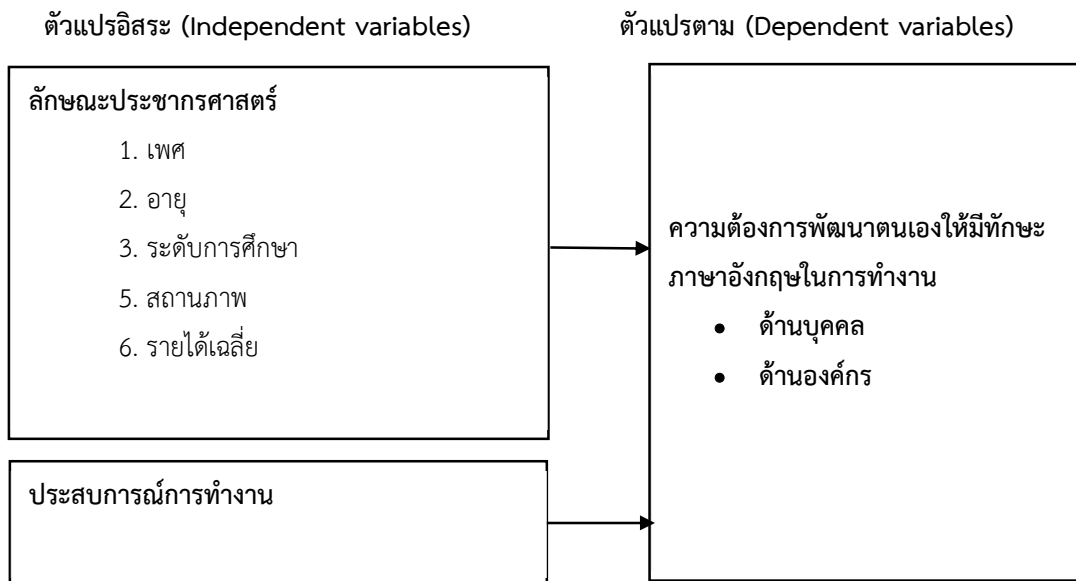 ตัวแปรอิสระ (Independent variables)
ตัวแปรตาม (Dependent variables)
ลักษณะประชากรศาสตร์
1. เพศ
2. อายุ
3. ระดับการศึกษา
5. สถานภาพ
6. รายได้เฉลี่ย
ประสบการณ์การทำงาน
ความต้องการพัฒนาตนเองให้มีทักษะ
ภาษาอังกฤษในการทำงาน
• ด้านบุคคล
• ด้านองค์กร